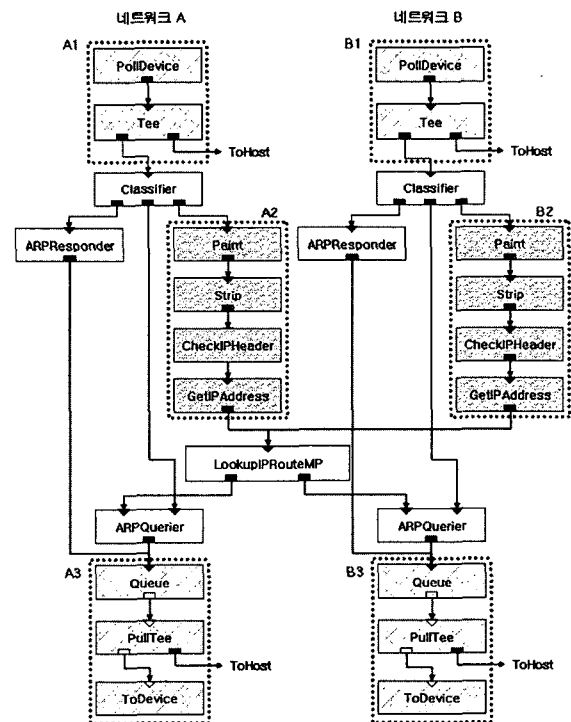 네트워크 A
네트워크 B
A1
B1
PollDevice
PollDevice
Tee
Tee
ToHost
ToHost
Classifier
Classifier
A2
B2
ARPResponder
Paint
ARPResponder
Paint
Strip
Strip
CheckIPHeader
CheckIPHeader
GetIPAddress
GetIPAddress
LookupIPRouteMP
ARPQuerier
ARPQuerier
A3
B3
Queue
Queue
PullTee
PullTee
ToHost
ToHost
ToDevice
ToDevice